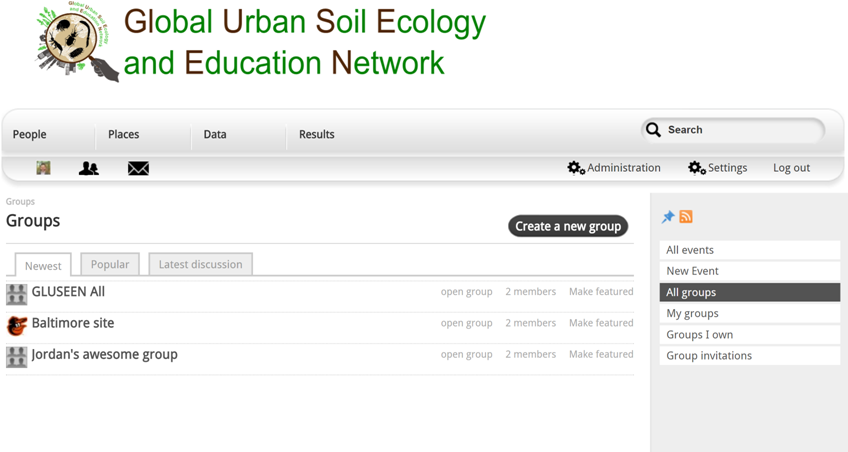 Global Urban Soil Ecology
and Education Network
People Places Data Results Search
Administration Settings Log out
Groups
Groups
Create a new group
Newest Popular Latest discussion
GLUSEEN All open group 2 members Make featured
Baltimore site open group 2 members Make featured
Jordan's awesome group open group 2 members Make featured
All events
New Event
All groups
My groups
Groups I own
Group invitations